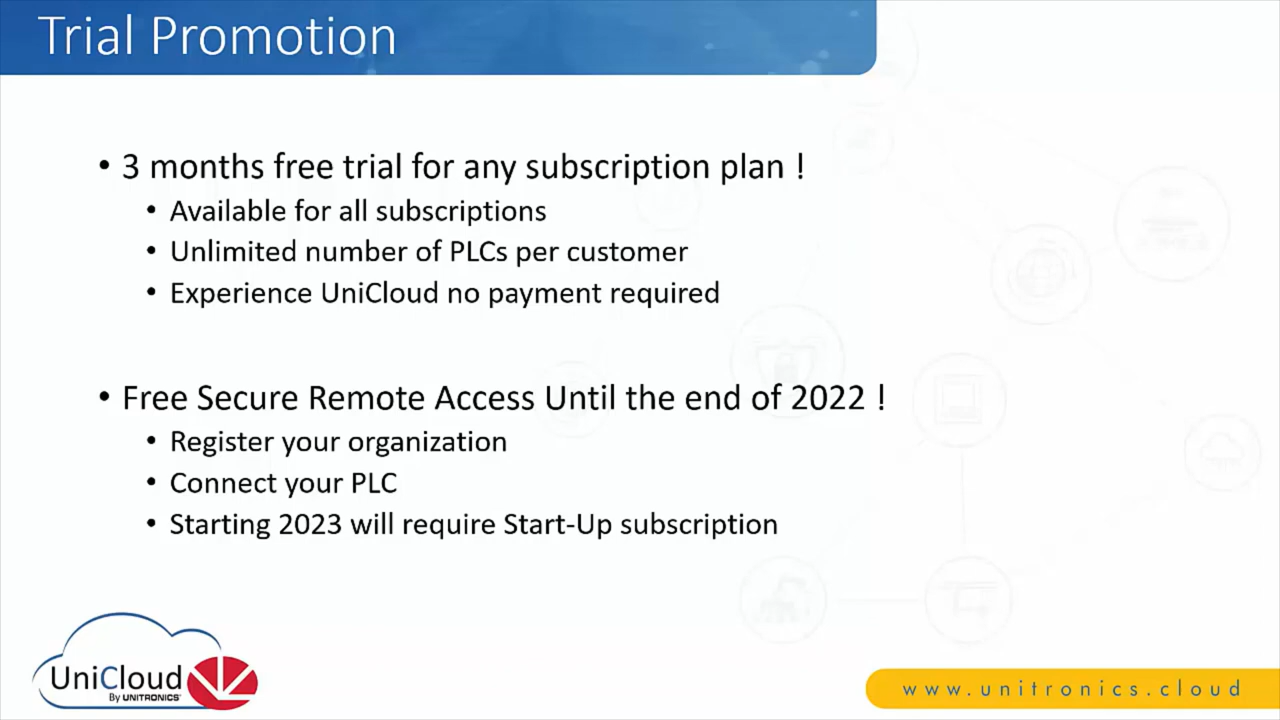 Trial Promotion
• 3 months free trial for any subscription plan !
• Available for all subscriptions
• Unlimited number of PLCs per customer
• Experience UniCloud no payment required
• Free Secure Remote Access Until the end of 2022 !
• Register your organization
• Connect your PLC
• Starting 2023 will require Start-Up subscription
UniCloud
By UNITRONICS
www.unitronics.cloud